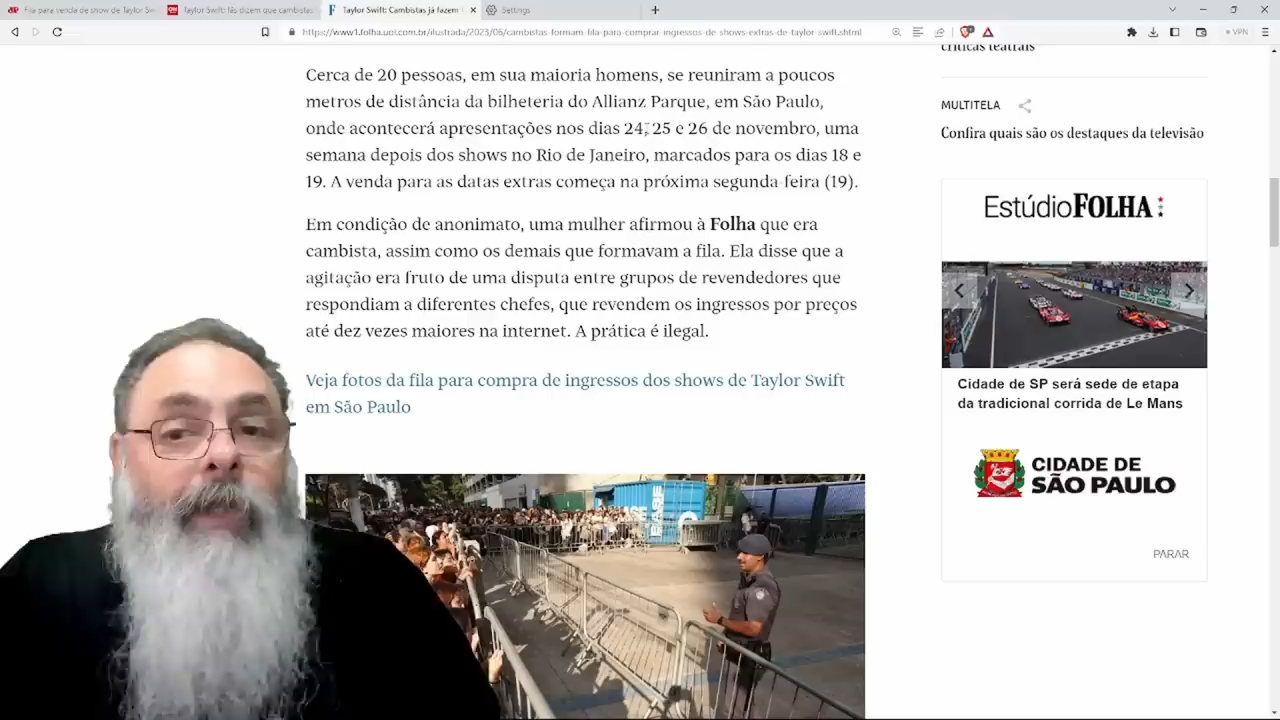 Fila para venda de show de Taylor Sw
Taylor Swift: fãs dizem que cambistas
Taylor Swift: Cambistas já fazem
Settings
https://www1.folha.uol.com.br/ilustrada/2023/06/cambistas-formam-fila-para-comprar-ingressos-de-shows-extras-de-taylor-swift.shtml
VPN
Cerca de 20 pessoas, em sua maioria homens, se reuniram a poucos
metros de distância da bilheteria do Allianz Parque, em São Paulo,
onde acontecerá apresentações nos dias 24, 25 e 26 de novembro, uma
semana depois dos shows no Rio de Janeiro, marcados para os dias 18 e
19. A venda para as datas extras começa na próxima segunda-feira (19).
Em condição de anonimato, uma mulher afirmou à Folha que era
cambista, assim como os demais que formavam a fila. Ela disse que a
agitação era fruto de uma disputa entre grupos de revendedores que
respondiam a diferentes chefes, que revendem os ingressos por preços
até dez vezes maiores na internet. A prática é ilegal.
Veja fotos da fila para compra de ingressos dos shows de Taylor Swift
em São Paulo
críticas teatrais
MULTITELA
Confira quais são os destaques da televisão
Estúdio FOLHA
Cidade de SP será sede de etapa
da tradicional corrida de Le Mans
CIDADE DE
SÃO PAULO
PARAR